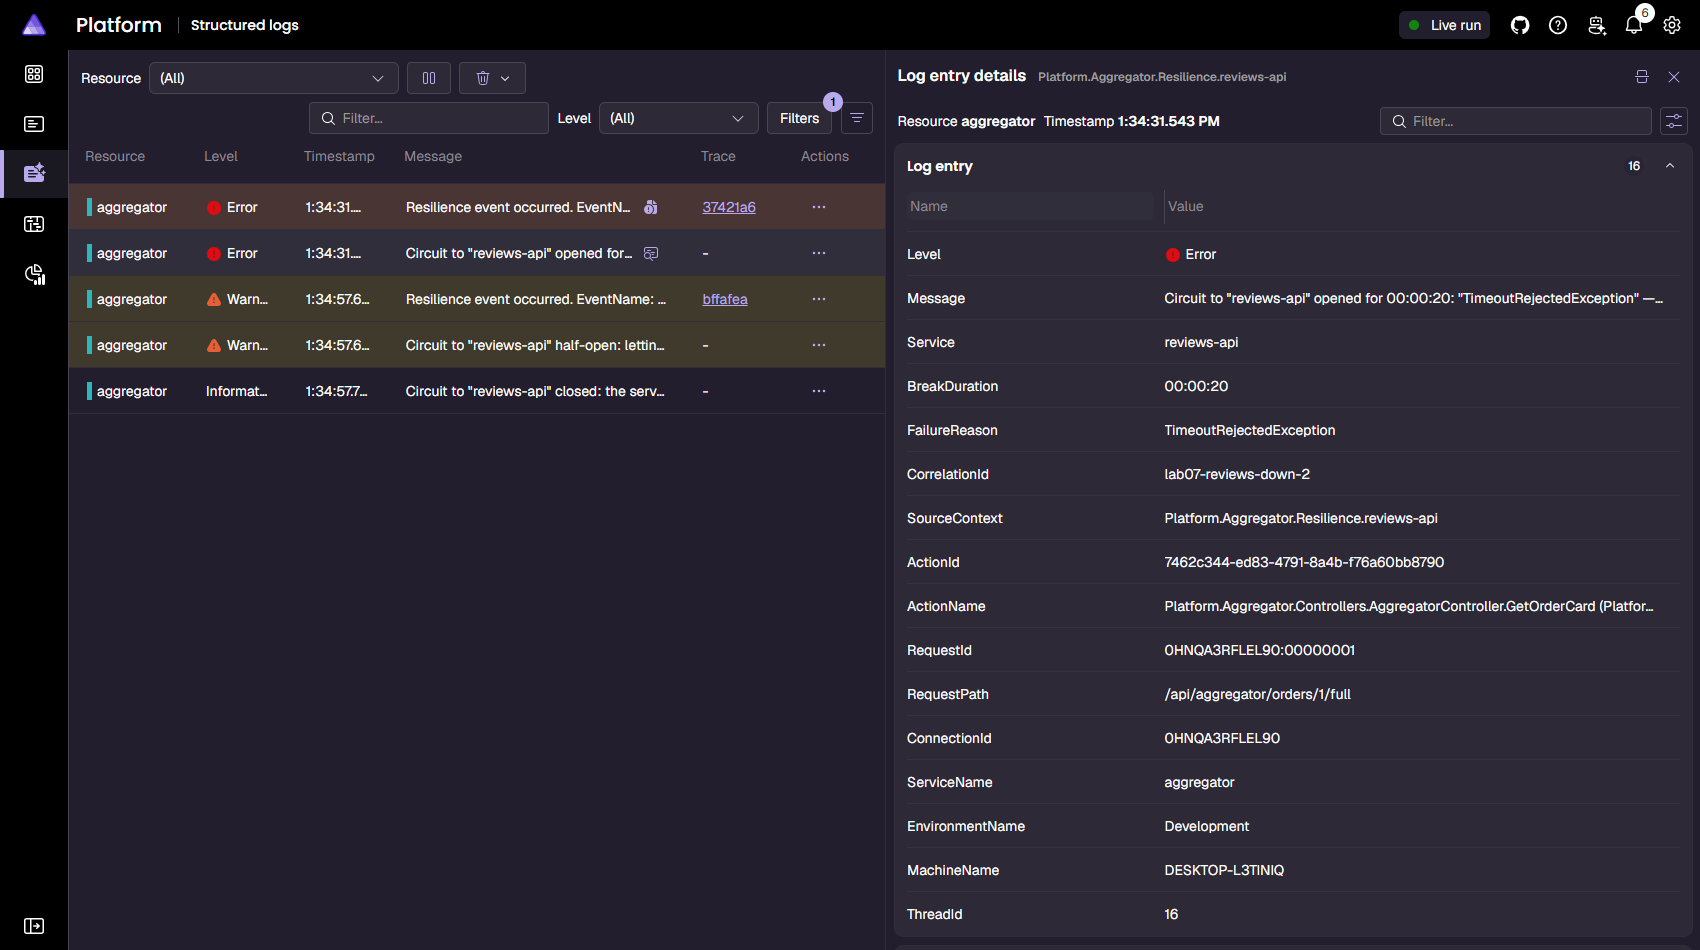 Platform
Structured logs
Live run
6
Resource
(All)
Filter...
Level
(All)
Filters
1
Resource Level Timestamp Message Trace Actions
aggregator Error 1:34:31.... Resilience event occurred. EventN... 37421a6 ...
aggregator Error 1:34:31.... Circuit to "reviews-api" opened for... - ...
aggregator Warn... 1:34:57.6... Resilience event occurred. EventName: ... bffafea ...
aggregator Warn... 1:34:57.6... Circuit to "reviews-api" half-open: lettin... - ...
aggregator Informat... 1:34:57.7... Circuit to "reviews-api" closed: the serv... - ...
Log entry details Platform.Aggregator.Resilience.reviews-api
Resource aggregator Timestamp 1:34:31.543 PM
Filter...
Log entry 16
Name Value
Level Error
Message Circuit to "reviews-api" opened for 00:00:20: "TimeoutRejectedException" —...
Service reviews-api
BreakDuration 00:00:20
FailureReason TimeoutRejectedException
CorrelationId lab07-reviews-down-2
SourceContext Platform.Aggregator.Resilience.reviews-api
ActionId 7462c344-ed83-4791-8a4b-f76a60bb8790
ActionName Platform.Aggregator.Controllers.AggregatorController.GetOrderCard (Platfor...
RequestId 0HNQA3RFLEL90:00000001
RequestPath /api/aggregator/orders/1/full
ConnectionId 0HNQA3RFLEL90
ServiceName aggregator
EnvironmentName Development
MachineName DESKTOP-L3TINIQ
ThreadId 16